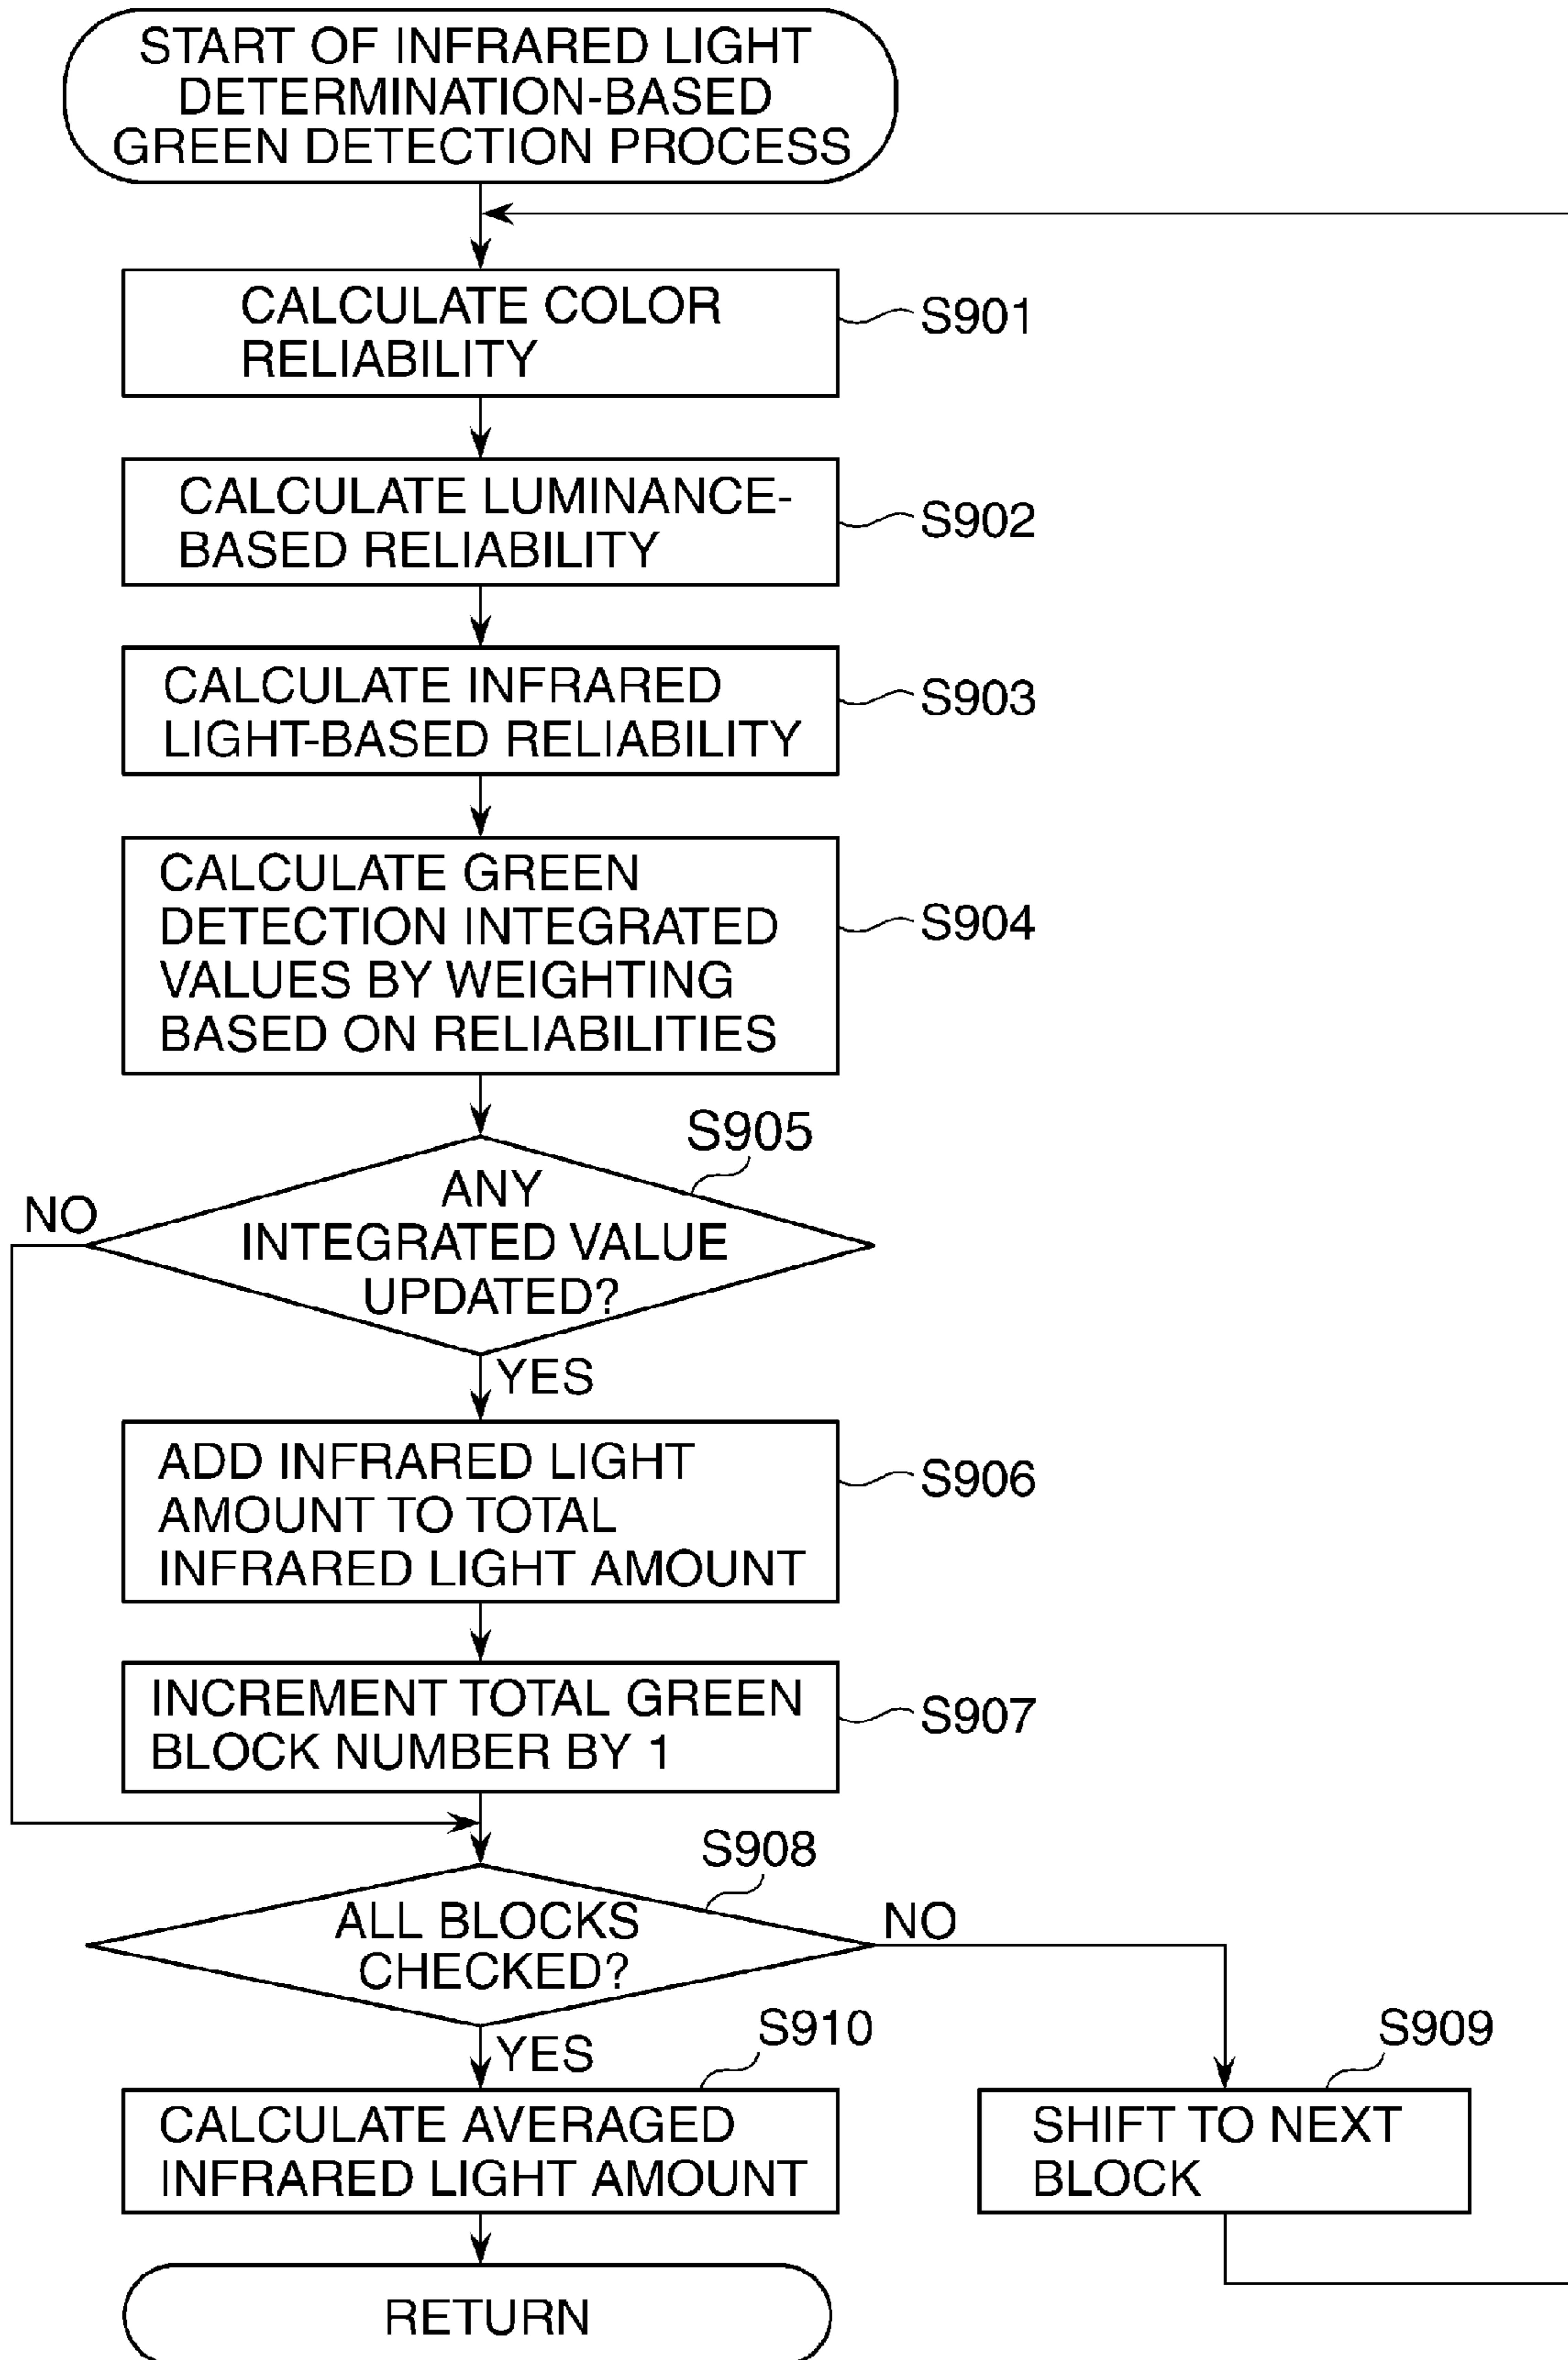 START OF INFRARED LIGHT
DETERMINATION-BASED
GREEN DETECTION PROCESS
CALCULATE COLOR
RELIABILITY
S901
CALCULATE LUMINANCE-
BASED RELIABILITY
S902
CALCULATE INFRARED
LIGHT-BASED RELIABILITY
S903
CALCULATE GREEN
DETECTION INTEGRATED
VALUES BY WEIGHTING
BASED ON RELIABILITIES
S904
S905
ANY
INTEGRATED VALUE
UPDATED?
NO
YES
ADD INFRARED LIGHT
AMOUNT TO TOTAL
INFRARED LIGHT AMOUNT
S906
INCREMENT TOTAL GREEN
BLOCK NUMBER BY 1
S907
S908
ALL BLOCKS
CHECKED?
NO
YES
S910
CALCULATE AVERAGED
INFRARED LIGHT AMOUNT
S909
SHIFT TO NEXT
BLOCK
RETURN